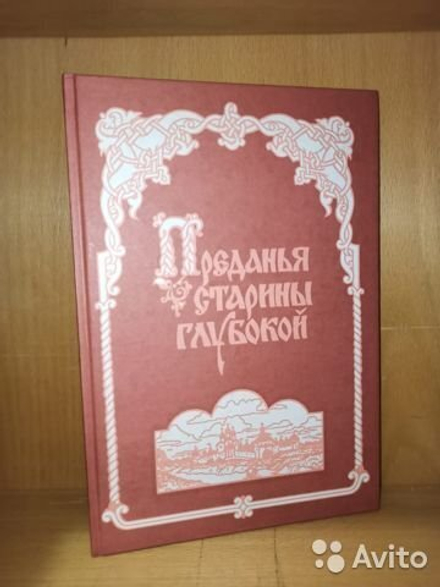 Преданья
старины
глубокой
Avito